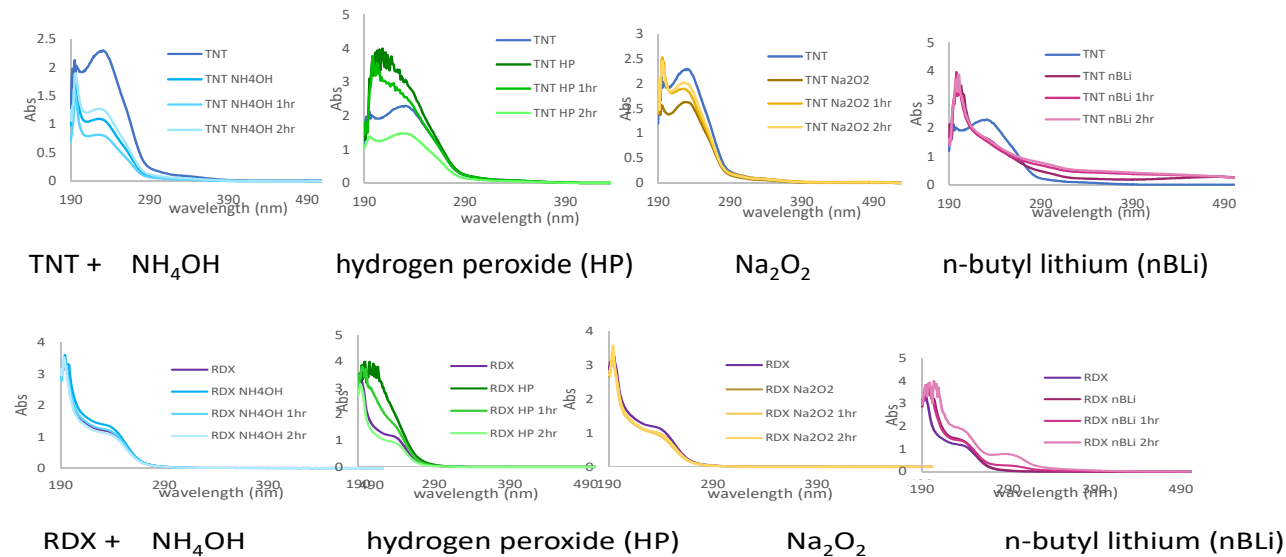 2.5
2
1.5
1
0.5
0
Abs
190 290 390 490
wavelength (nm)
TNT
TNT NH4OH
TNT NH4OH 1hr
TNT NH4OH 2hr
5
4
3
2
1
0
Abs
190 290 390
wavelength (nm)
TNT
TNT HP
TNT HP 1hr
TNT HP 2hr
3
2.5
2
1.5
1
0.5
0
Abs
190 290 390
wavelength (nm)
TNT
TNT Na2O2
TNT Na2O2 1hr
TNT Na2O2 2hr
5
4
3
2
1
0
Abs
190 290 390 490
wavelength (nm)
TNT
TNT nBLi
TNT nBLi 1hr
TNT nBLi 2hr
TNT + NH₄OH hydrogen peroxide (HP) Na₂O₂ n-butyl lithium (nBLi)
4
3
2
1
0
Abs
190 290 390 490
wavelength (nm)
RDX
RDX NH4OH
RDX NH4OH 1hr
RDX NH4OH 2hr
5
4
3
2
1
0
Abs
190 290 390 490
wavelength (nm)
RDX
RDX HP
RDX HP 1hr
RDX HP 2hr
4
3
2
1
0
Abs
190 290 390
wavelength (nm)
RDX
RDX Na2O2
RDX Na2O2 1hr
RDX Na2O2 2hr
5
4
3
2
1
0
Abs
190 290 390 490
wavelength (nm)
RDX
RDX nBLi
RDX nBLi 1hr
RDX nBLi 2hr
RDX + NH₄OH hydrogen peroxide (HP) Na₂O₂ n-butyl lithium (nBLi)